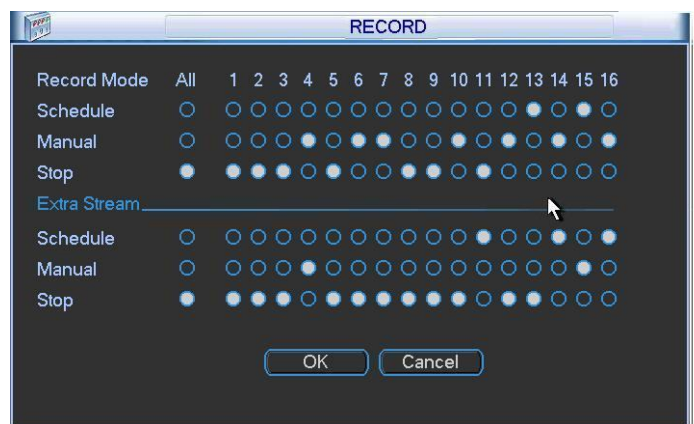 RECORD
Record Mode All 1 2 3 4 5 6 7 8 9 10 11 12 13 14 15 16
Schedule
Manual
Stop
Extra Stream
Schedule
Manual
Stop
OK Cancel